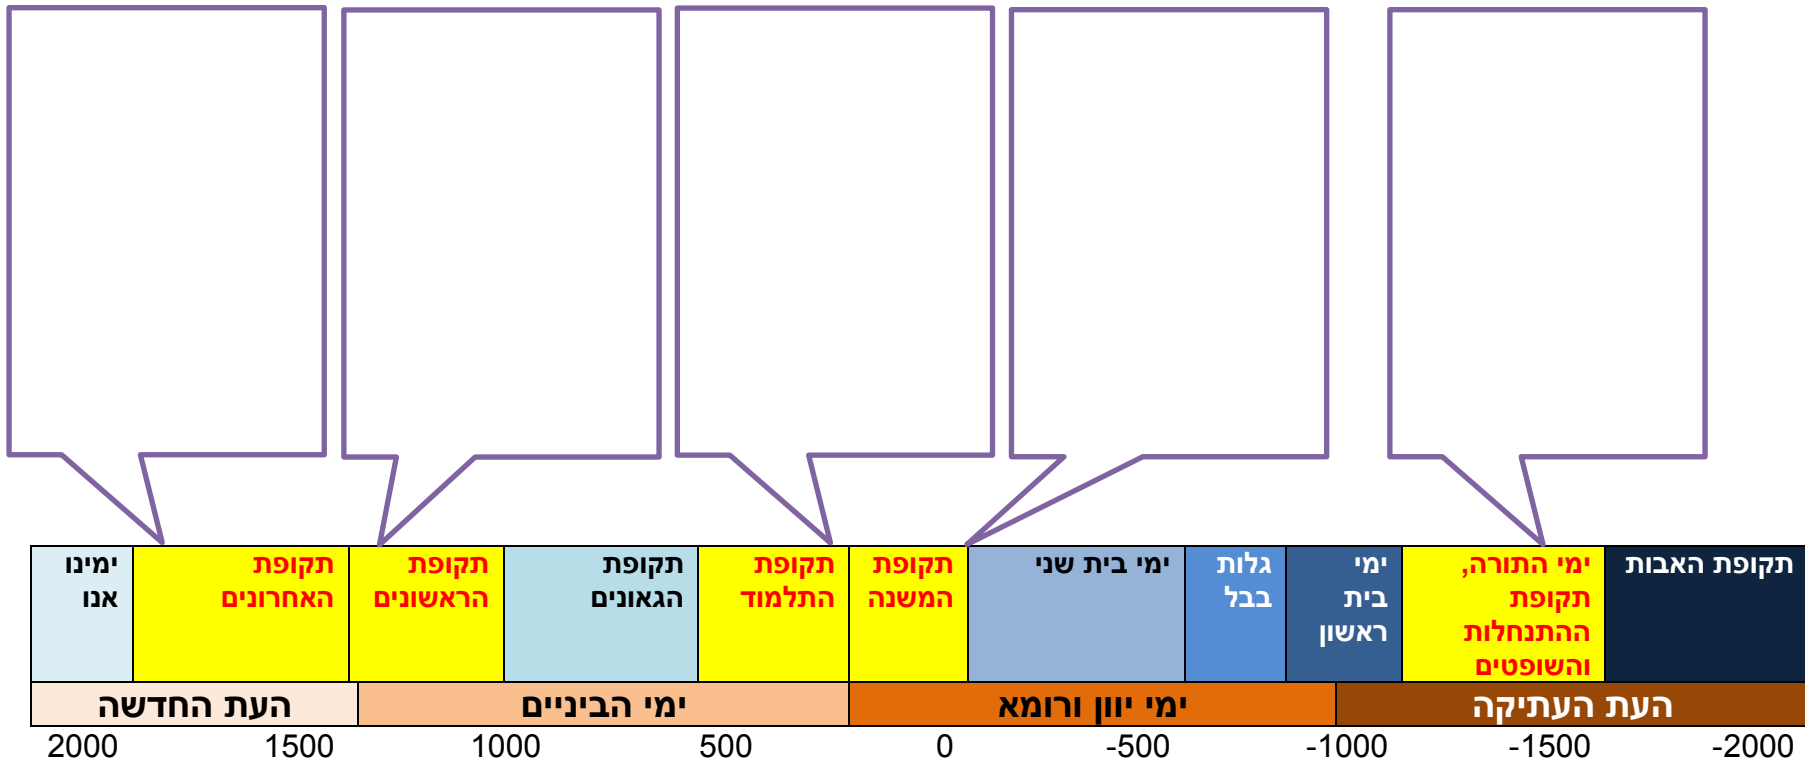 תקופת האבות
ימי התורה,
תקופת
ההתנחלות
והשופטים
ימי
בית
ראשון
גלות
בבל
ימי בית שני
תקופת
המשנה
תקופת
התלמוד
תקופת
הגאונים
תקופת
הראשונים
תקופת
האחרונים
ימינו
אנו
העת העתיקה
ימי יוון ורומא
ימי הביניים
העת החדשה
-2000
-1500
-1000
-500
0
500
1000
1500
2000